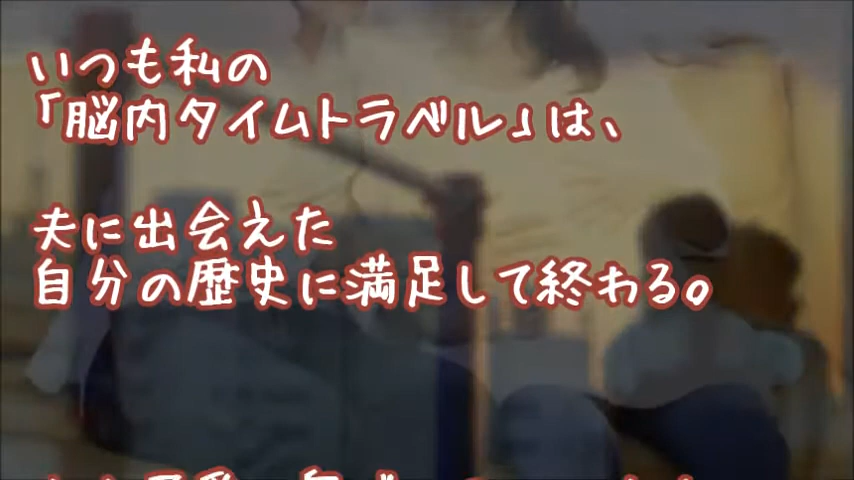 いつも私の
「脳内タイムトラベル」は、
夫に出会えた
自分の歴史に満足して終わる。